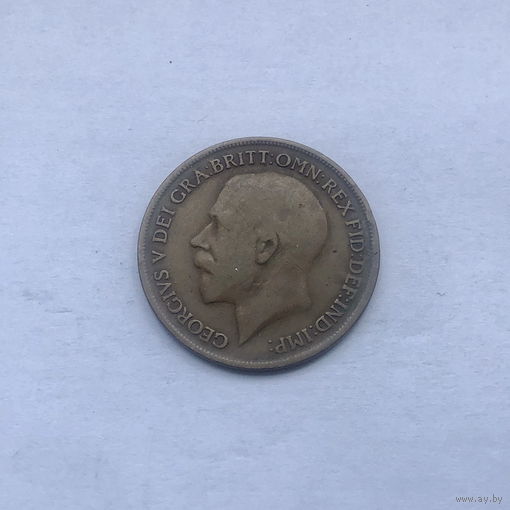 GEORGIVS V DEI GRA: BRITT: OMN: REX FID: DEF: IND: IMP:
www.ay.by